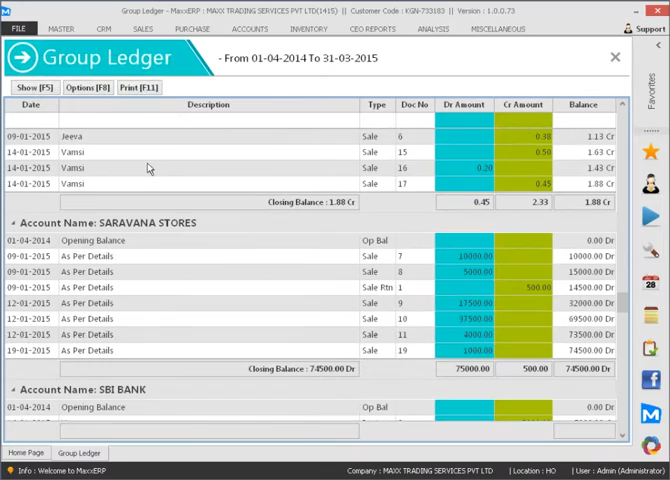 Group Ledger - MaxxERP : MAXX TRADING SERVICES PVT LTD(1415) || Customer Code : KGN-733183 || Version : 1.0.0.73
FILE MASTER CRM SALES PURCHASE ACCOUNTS INVENTORY CEO REPORTS ANALYSIS MISCELLANEOUS Support
Group Ledger - From 01-04-2014 To 31-03-2015
Show [F5] Options [F8] Print [F11]
Favorites
Date Description Type Doc No Dr Amount Cr Amount Balance
09-01-2015 Jeeva Sale 6 0.38 1.13 Cr
14-01-2015 Vamsi Sale 15 0.50 1.63 Cr
14-01-2015 Vamsi Sale 16 0.20 1.43 Cr
14-01-2015 Vamsi Sale 17 0.45 1.88 Cr
Closing Balance : 1.88 Cr 0.45 2.33 1.88 Cr
Account Name: SARAVANA STORES
01-04-2014 Opening Balance Op Bal 0.00 Dr
09-01-2015 As Per Details Sale 7 10000.00 10000.00 Dr
09-01-2015 As Per Details Sale 8 5000.00 15000.00 Dr
09-01-2015 As Per Details Sale Rtn 1 500.00 14500.00 Dr
12-01-2015 As Per Details Sale 9 17500.00 32000.00 Dr
12-01-2015 As Per Details Sale 10 37500.00 69500.00 Dr
12-01-2015 As Per Details Sale 11 4000.00 73500.00 Dr
19-01-2015 As Per Details Sale 19 1000.00 74500.00 Dr
Closing Balance : 74500.00 Dr 75000.00 500.00 74500.00 Dr
Account Name: SBI BANK
01-04-2014 Opening Balance Op Bal 0.00 Dr
28
Home Page Group Ledger
Info : Welcome to MaxxERP Company : MAXX TRADING SERVICES PVT LTD | Location : HO | User : Admin (Administrator)